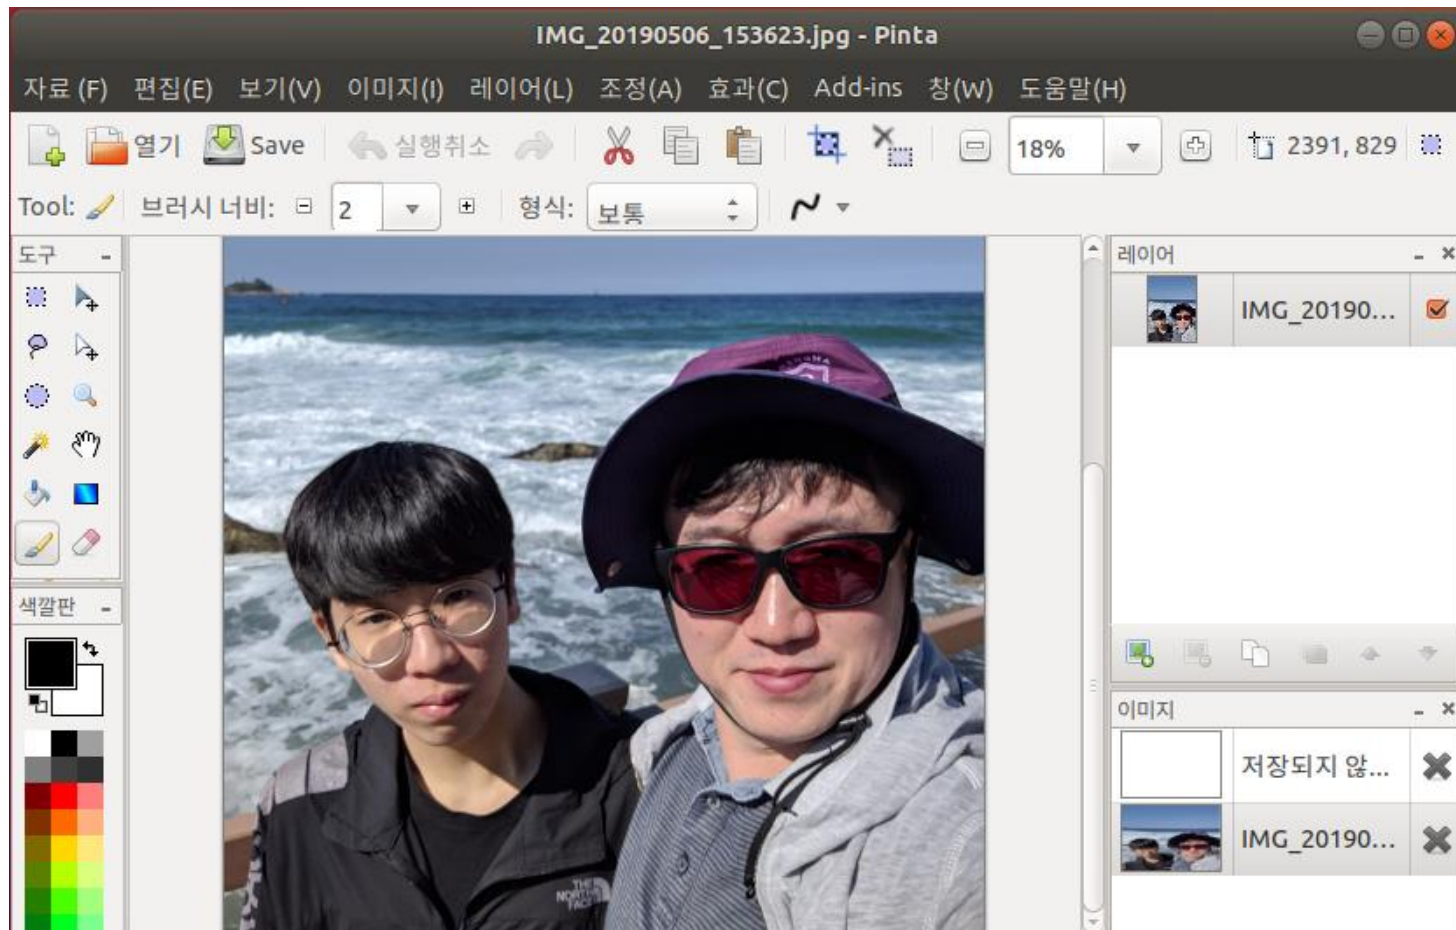 IMG_20190506_153623.jpg - Pinta
자료 (F) 편집(E) 보기(V) 이미지(I) 레이어(L) 조정(A) 효과(C) Add-ins 창(W) 도움말(H)
열기 Save 실행취소 18% 2391, 829
Tool: 브러시 너비: 2 형식: 보통
도구
레이어
IMG_20190...
색깔판
이미지
저장되지 않...
IMG_20190...
THE
NORTH
FACE